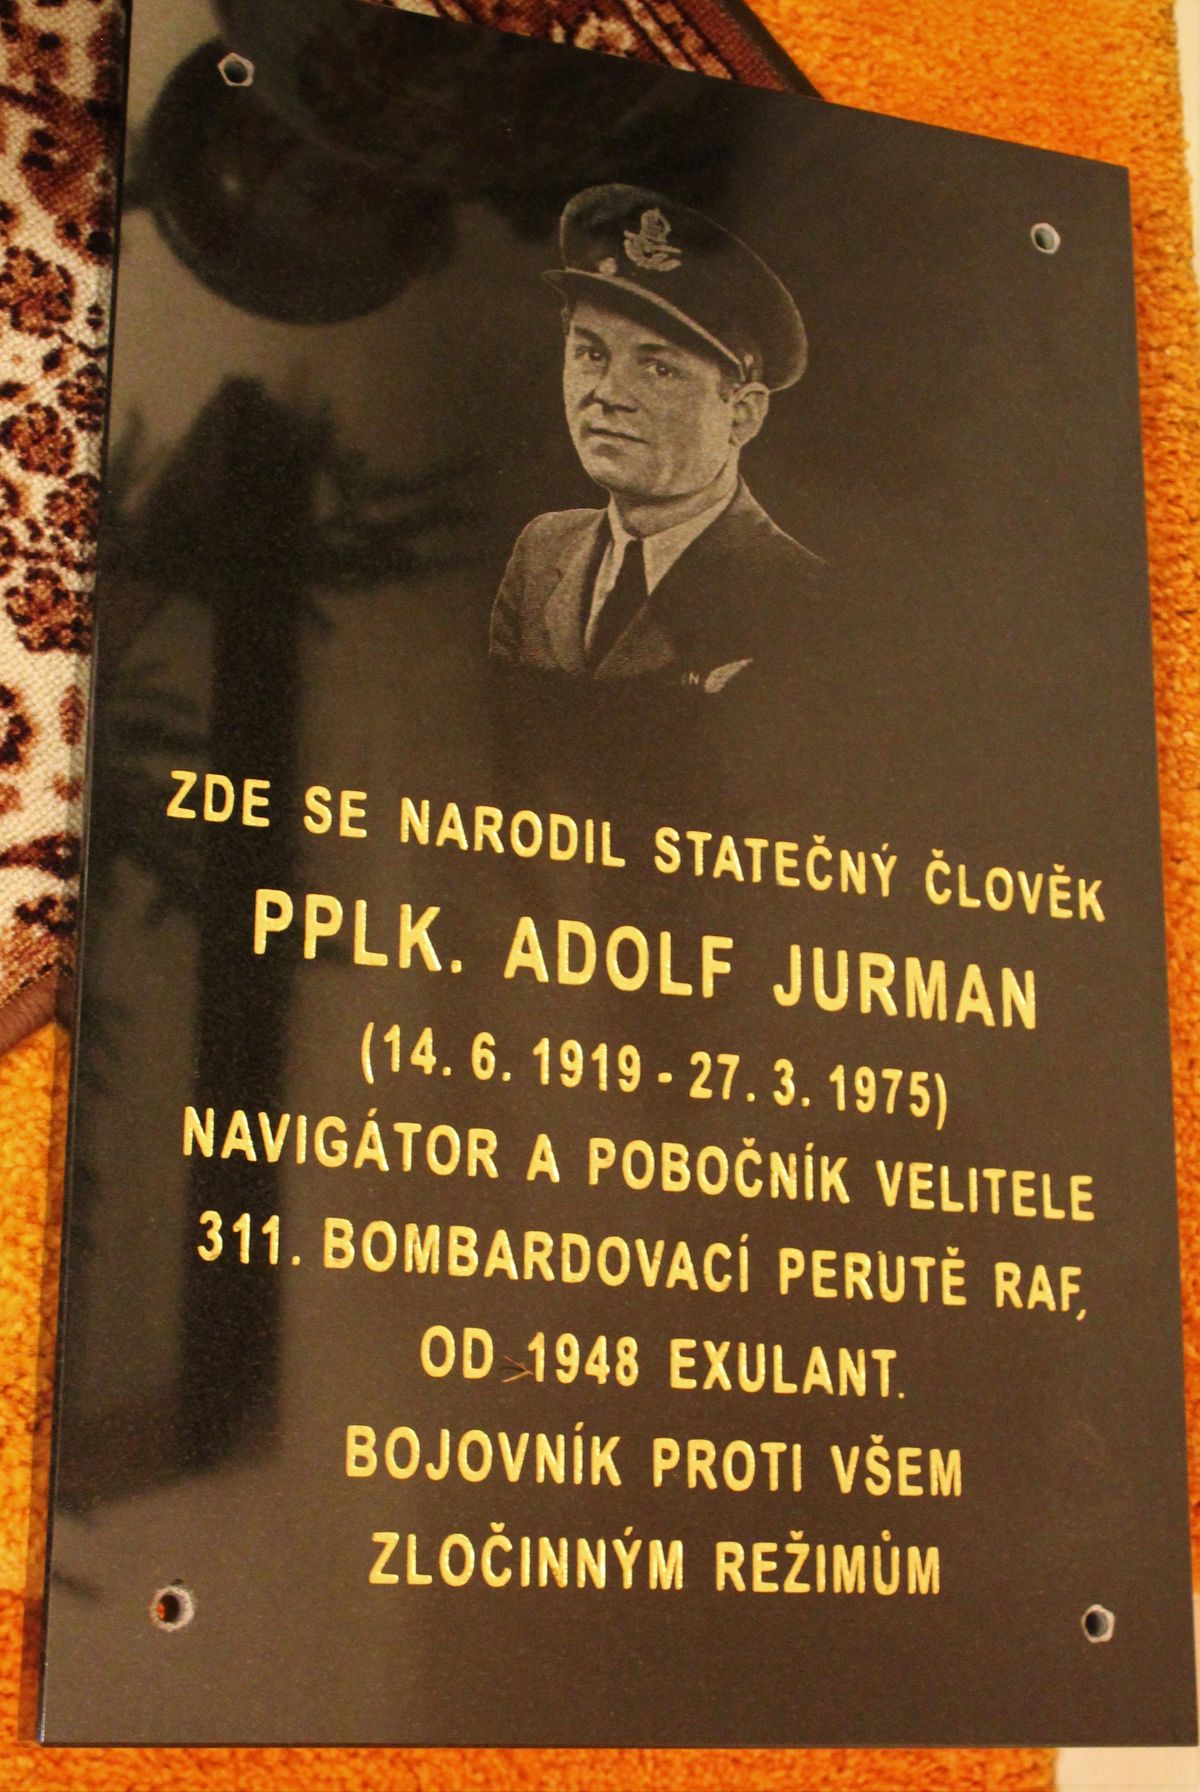 ZDE SE NARODIL STATEČNÝ ČLOVĚK
PPLK. ADOLF JURMAN
(14. 6. 1919 - 27. 3. 1975)
NAVIGÁTOR A POBOČNÍK VELITELE
311. BOMBARDOVACÍ PERUTĚ RAF,
OD 1948 EXULANT.
BOJOVNÍK PROTI VŠEM
ZLOČINNÝM REŽIMŮM